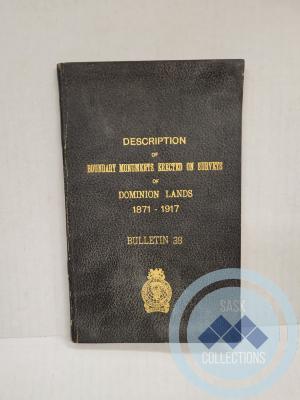 DESCRIPTION
OF
BOUNDARY MONUMENTS ERECTED ON SURVEYS
OF
DOMINION LANDS
1871 - 1917
BULLETIN 38
SASK
COLLECTIONS